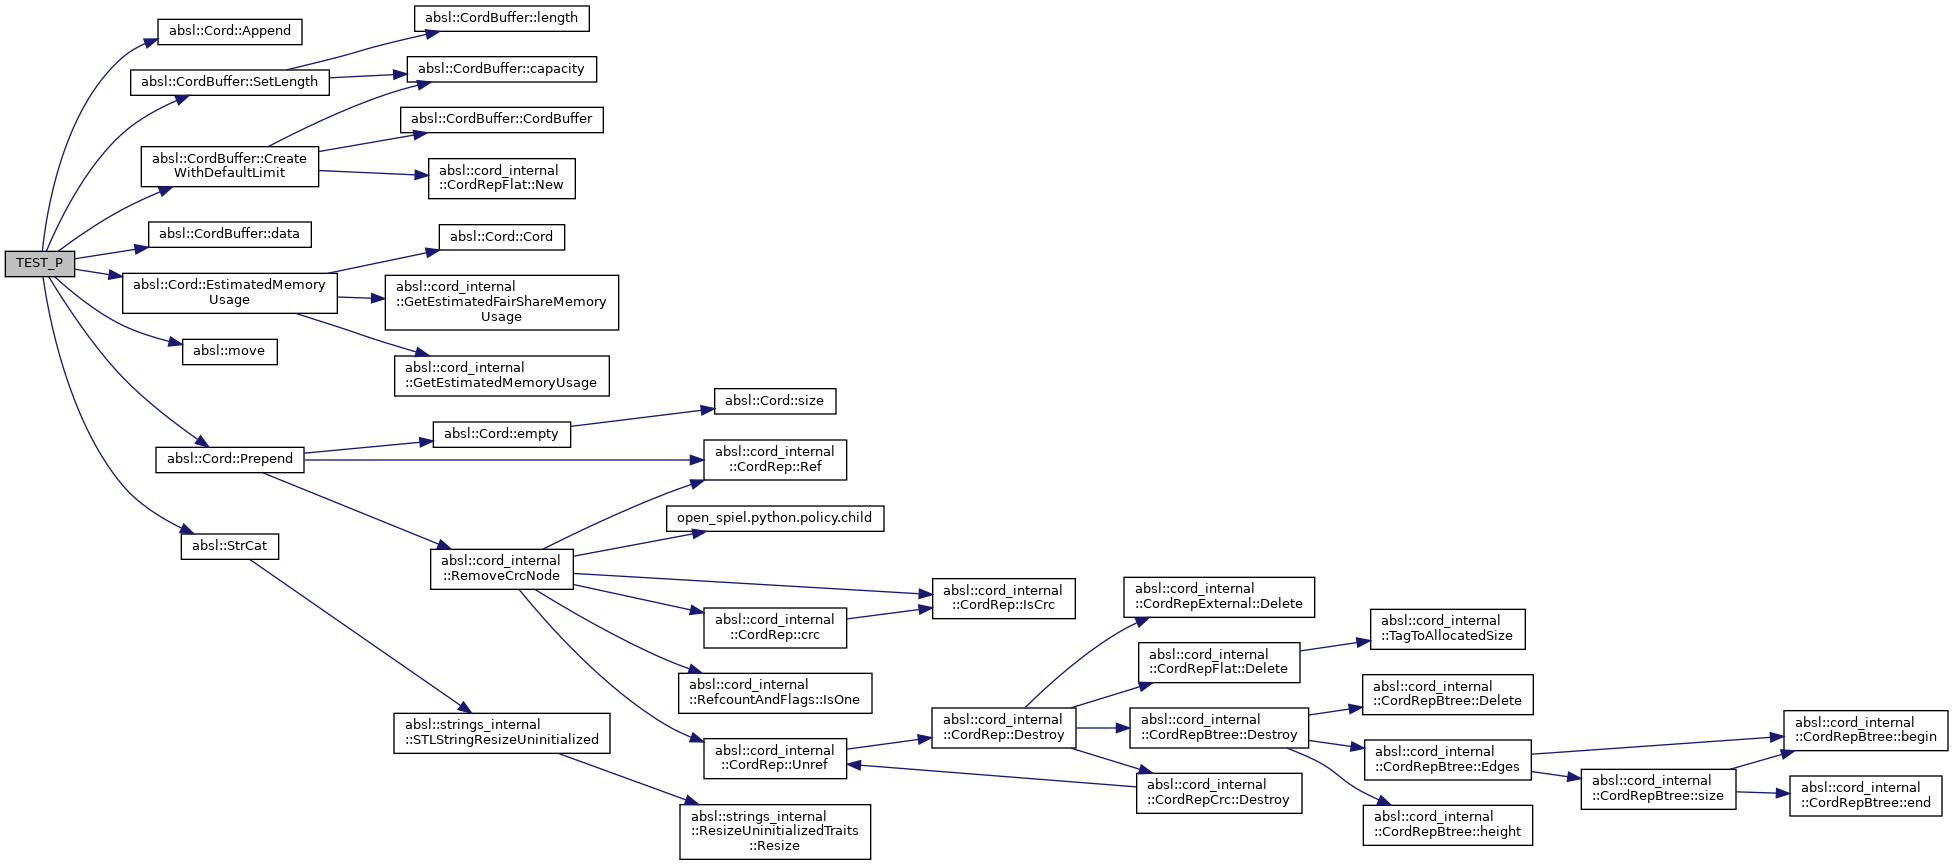 TEST_P
absl::Cord::Append
absl::CordBuffer::SetLength
absl::CordBuffer::Create
WithDefaultLimit
absl::CordBuffer::data
absl::Cord::EstimatedMemory
Usage
absl::move
absl::Cord::Prepend
absl::StrCat
absl::CordBuffer::length
absl::CordBuffer::capacity
absl::CordBuffer::CordBuffer
absl::cord_internal
::CordRepFlat::New
absl::Cord::Cord
absl::cord_internal
::GetEstimatedFairShareMemory
Usage
absl::cord_internal
::GetEstimatedMemoryUsage
absl::Cord::empty
absl::cord_internal
::RemoveCrcNode
absl::strings_internal
::STLStringResizeUninitialized
absl::Cord::size
absl::cord_internal
::CordRep::Ref
open_spiel.python.policy.child
absl::cord_internal
::CordRep::crc
absl::cord_internal
::RefcountAndFlags::IsOne
absl::cord_internal
::CordRep::Unref
absl::strings_internal
::ResizeUninitializedTraits
::Resize
absl::cord_internal
::CordRep::IsCrc
absl::cord_internal
::CordRep::Destroy
absl::cord_internal
::CordRepExternal::Delete
absl::cord_internal
::CordRepFlat::Delete
absl::cord_internal
::CordRepBtree::Destroy
absl::cord_internal
::CordRepCrc::Destroy
absl::cord_internal
::TagToAllocatedSize
absl::cord_internal
::CordRepBtree::Delete
absl::cord_internal
::CordRepBtree::Edges
absl::cord_internal
::CordRepBtree::height
absl::cord_internal
::CordRepBtree::size
absl::cord_internal
::CordRepBtree::begin
absl::cord_internal
::CordRepBtree::end